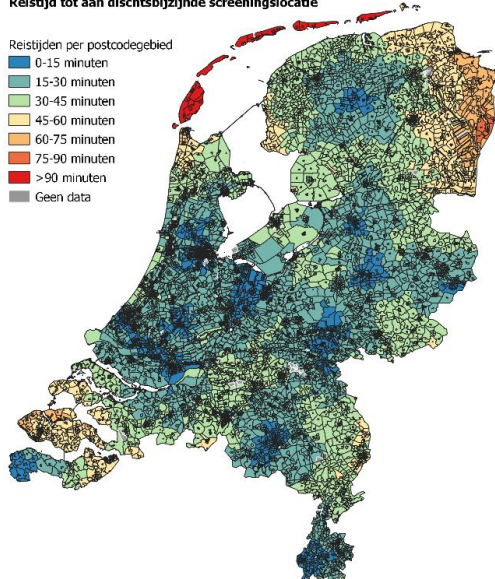 Reistijd tot aan dischtsbijzijnde screeningslocatie
Reistijden per postcodegebied
0-15 minuten
15-30 minuten
30-45 minuten
45-60 minuten
60-75 minuten
75-90 minuten
>90 minuten
Geen data